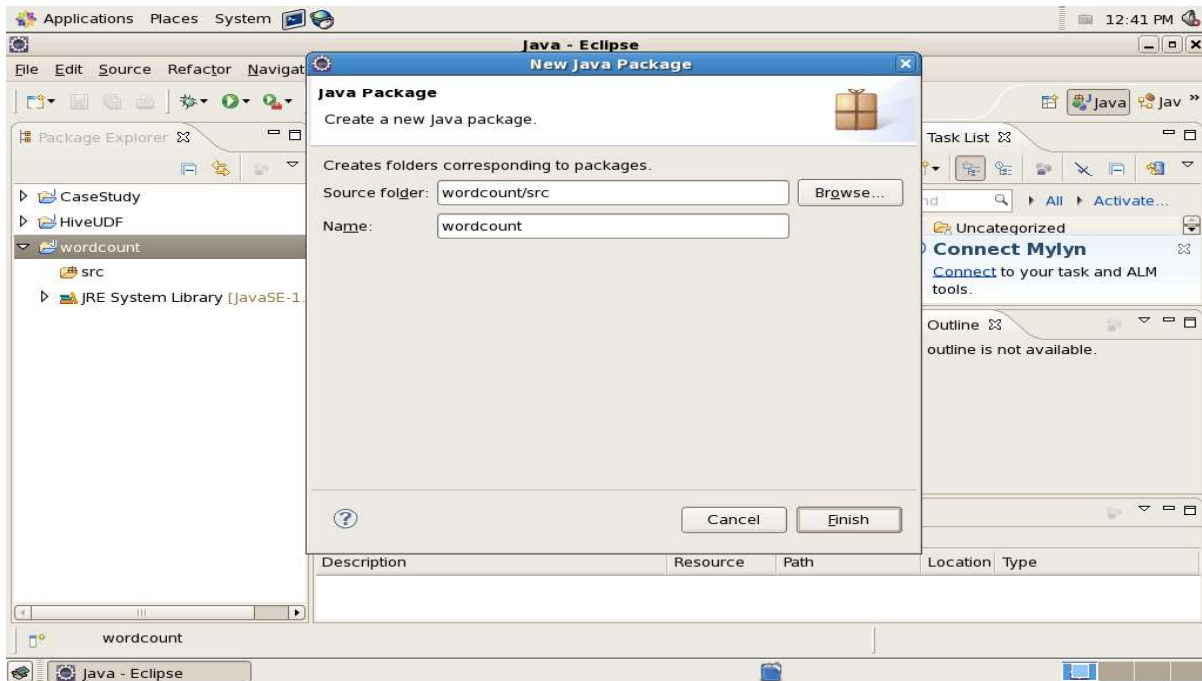 Applications Places System 12:41 PM
Java - Eclipse
File Edit Source Refactor Navigat
New Java Package
Java Package
Create a new Java package.
Java Jav »
Package Explorer
Task List
Creates folders corresponding to packages.
Source folder: wordcount/src Browse...
Name: wordcount
CaseStudy
HiveUDF
wordcount
src
JRE System Library [JavaSE-1.
nd All Activate...
Uncategorized
Connect Mylyn
Connect to your task and ALM
tools.
Outline
outline is not available.
Cancel Finish
Description Resource Path Location Type
wordcount
Java - Eclipse